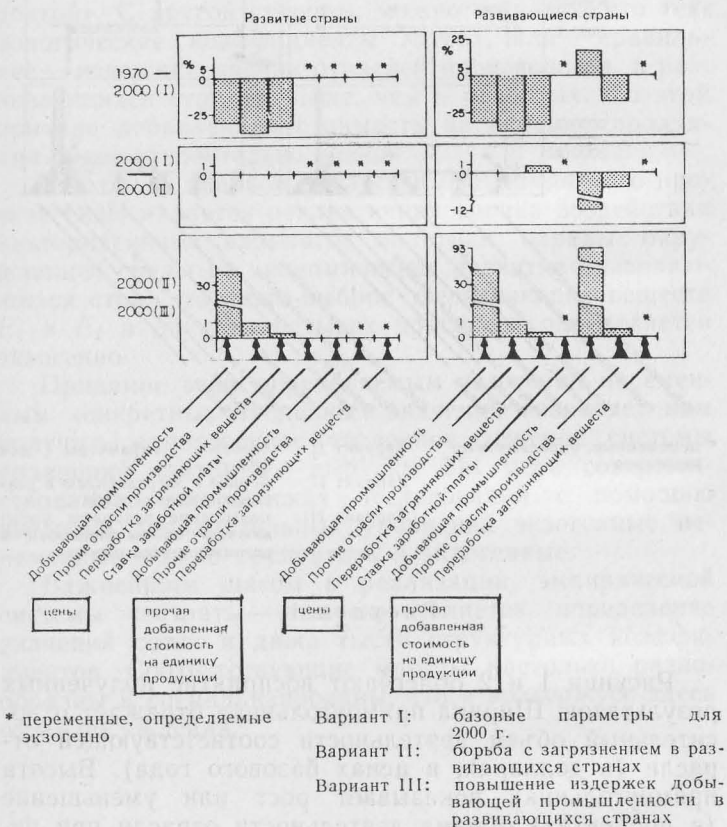 Развитые страны
Развивающиеся страны
%
5
0
-25
* * * *
1970
2000 (I)
%
25
0
-25
*
2000 (I)
2000 (II)
1
0
* * * *
1
0
-12
*
2000 (II)
2000 (III)
30
1
0
* * * *
93
30
1
0
* *
Добывающая промышленность
Прочие отрасли производства
Переработка загрязняющих веществ
Ставка заработной платы
Добывающая промышленность
Прочие отрасли производства
Переработка загрязняющих веществ
Добывающая промышленность
Прочие отрасли производства
Переработка загрязняющих веществ
Ставка заработной платы
Добывающая промышленность
Прочие отрасли производства
Переработка загрязняющих веществ
цены
прочая
добавленная
стоимость
на единицу
продукции
цены
прочая
добавленная
стоимость
на единицу
продукции
* переменные, определяемые
экзогенно
Вариант I: базовые параметры для
2000 г.
Вариант II: борьба с загрязнением в раз-
вивающихся странах
Вариант III: повышение издержек добы-
вающей промышленности в
развивающихся странах